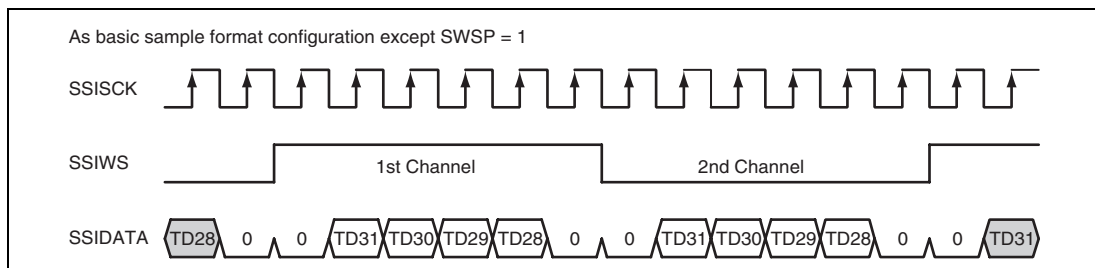 As basic sample format configuration except SWSP = 1
SSISCK
SSIWS 1st Channel 2nd Channel
SSIDATA TD28 0 0 TD31 TD30 TD29 TD28 0 0 TD31 TD30 TD29 TD28 0 0 TD31